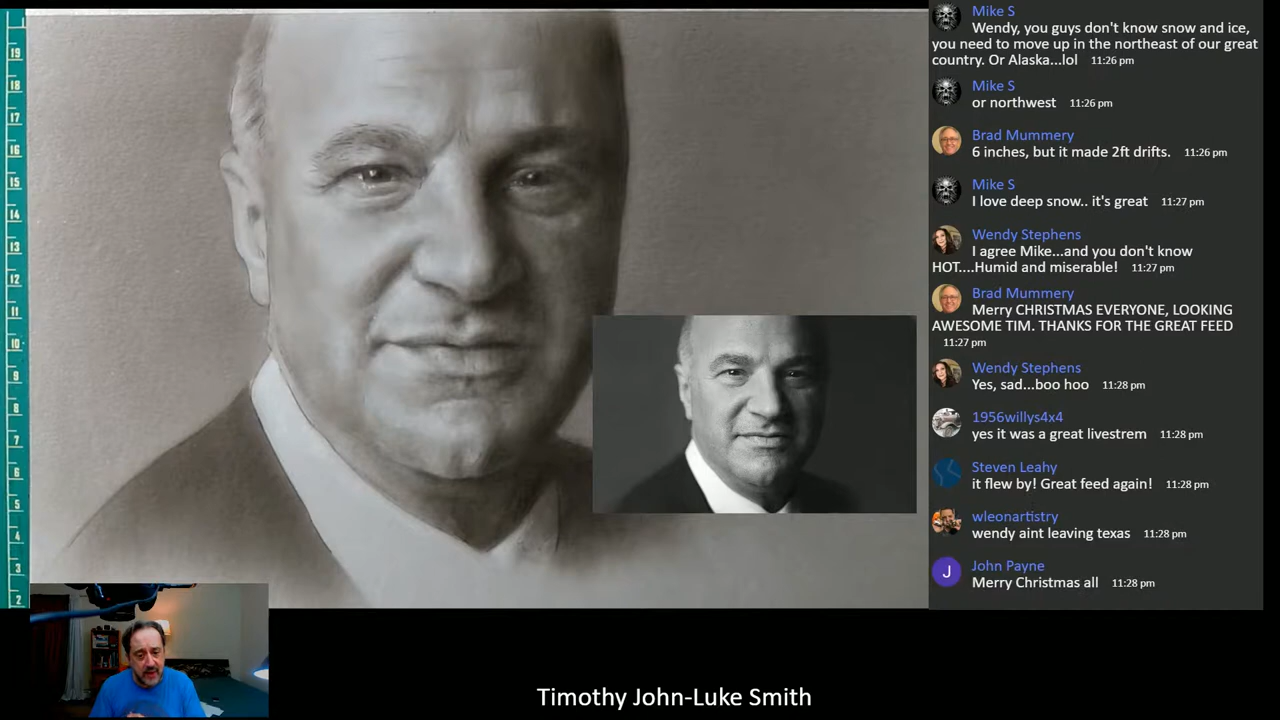 19
18
17
16
15
14
13
12
11
10
9
8
7
6
5
4
3
2
Mike S
Wendy, you guys don't know snow and ice,
you need to move up in the northeast of our great
country. Or Alaska...lol 11:26 pm
Mike S
or northwest 11:26 pm
Brad Mummery
6 inches, but it made 2ft drifts. 11:26 pm
Mike S
I love deep snow.. it's great 11:27 pm
Wendy Stephens
I agree Mike...and you don't know
HOT....Humid and miserable! 11:27 pm
Brad Mummery
Merry CHRISTMAS EVERYONE, LOOKING
AWESOME TIM. THANKS FOR THE GREAT FEED
11:27 pm
Wendy Stephens
Yes, sad...boo hoo 11:28 pm
1956willys4x4
yes it was a great livestrem 11:28 pm
Steven Leahy
it flew by! Great feed again! 11:28 pm
wleonartistry
wendy aint leaving texas 11:28 pm
J
John Payne
Merry Christmas all 11:28 pm
Timothy John-Luke Smith